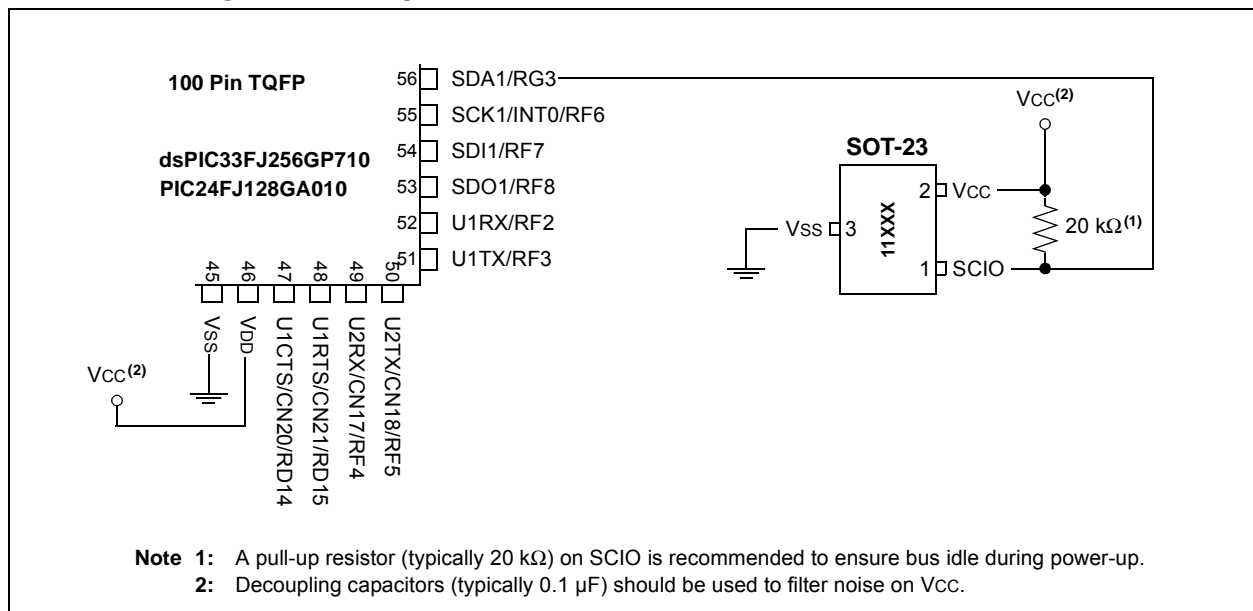 100 Pin TQFP
dsPIC33FJ256GP710
PIC24FJ128GA010
56 SDA1/RG3
55 SCK1/INT0/RF6
54 SDI1/RF7
53 SDO1/RF8
52 U1RX/RF2
51 U1TX/RF3
45 46 47 48 49 50
VSS
VDD
U1CTS/CN20/RD14
U1RTS/CN21/RD15
U2RX/CN17/RF4
U2TX/CN18/RF5
VCC(2)
VCC(2)
SOT-23
11XXX
2 VCC
VSS 3
1 SCIO
20 kΩ(1)
Note 1: A pull-up resistor (typically 20 kΩ) on SCIO is recommended to ensure bus idle during power-up.
2: Decoupling capacitors (typically 0.1 µF) should be used to filter noise on VCC.